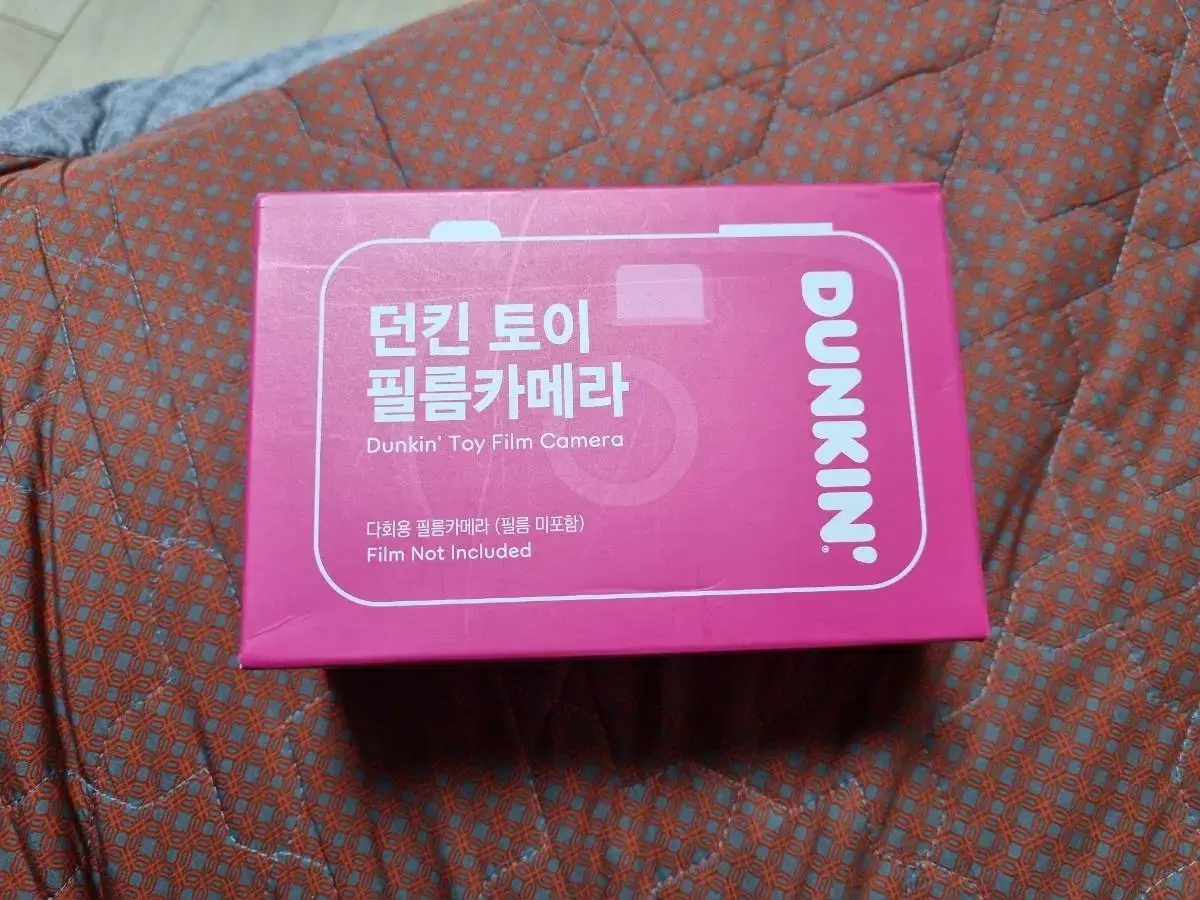 던킨 토이
필름카메라
Dunkin' Toy Film Camera
다회용 필름카메라 (필름 미포함)
Film Not Included
DUNKIN'®